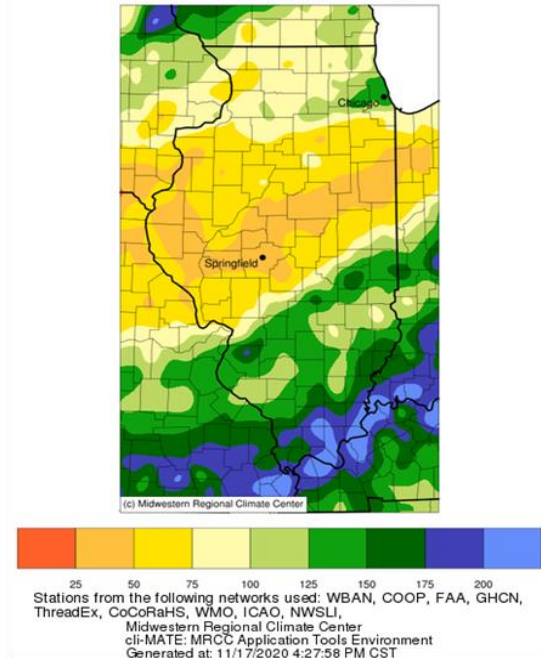 Chicago
Springfield
(c) Midwestern Regional Climate Center
25 50 75 100 125 150 175 200
Stations from the following networks used: WBAN, COOP, FAA, GHCN,
ThreadEx, CoCoRaHS, WMO, ICAO, NWSLI,
Midwestern Regional Climate Center
cli-MATE: MRCC Application Tools Environment
Generated at: 11/17/2020 4:27:58 PM CST